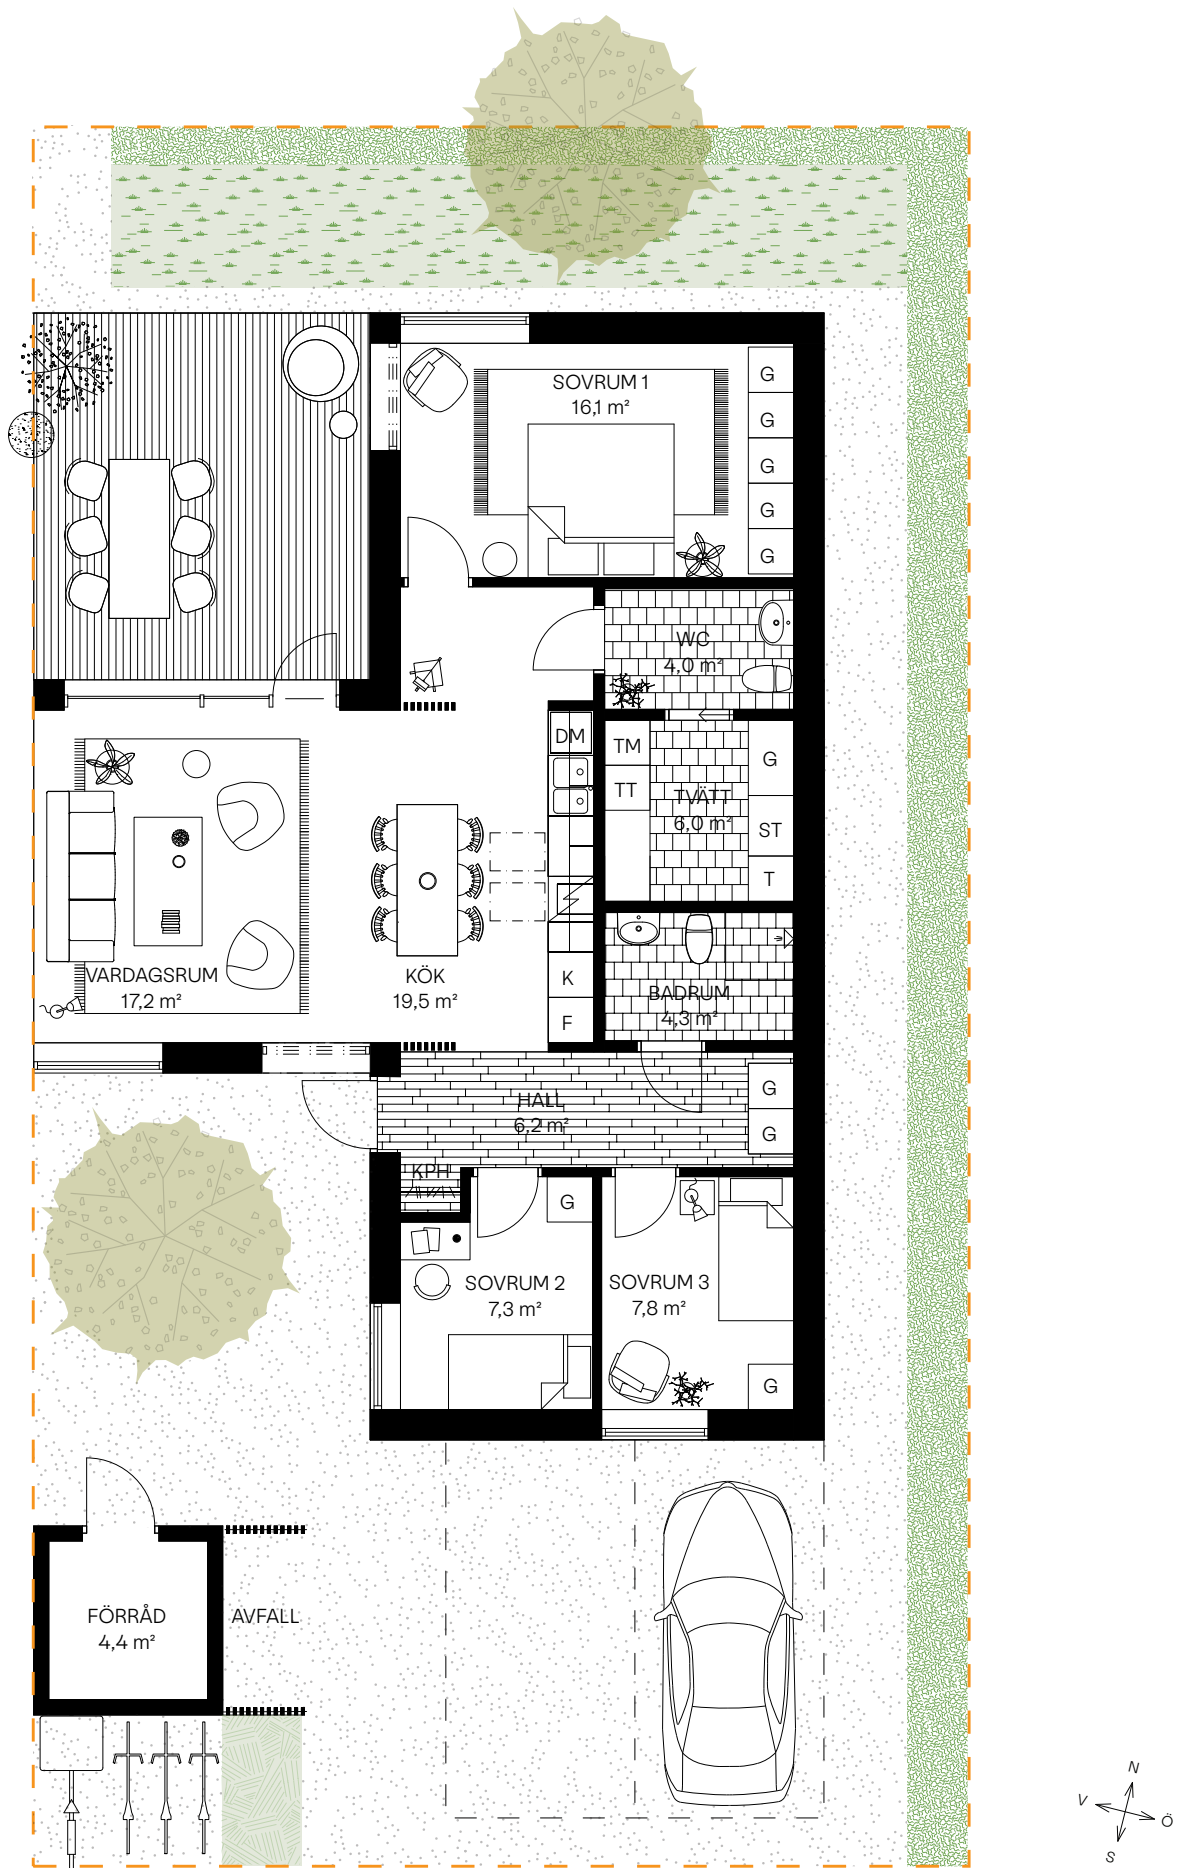 SOVRUM 1
16,1 m²
G
G
G
G
G
WC
4,0 m²
DM
TM
TT
TVÄTT
6,0 m²
G
ST
T
VARDAGSRUM
17,2 m²
KÖK
19,5 m²
K
F
BADRUM
4,3 m²
HALL
6,2 m²
G
G
KPH
G
SOVRUM 2
7,3 m²
SOVRUM 3
7,8 m²
G
FÖRRÅD
4,4 m²
AVFALL
N
V
Ö
S